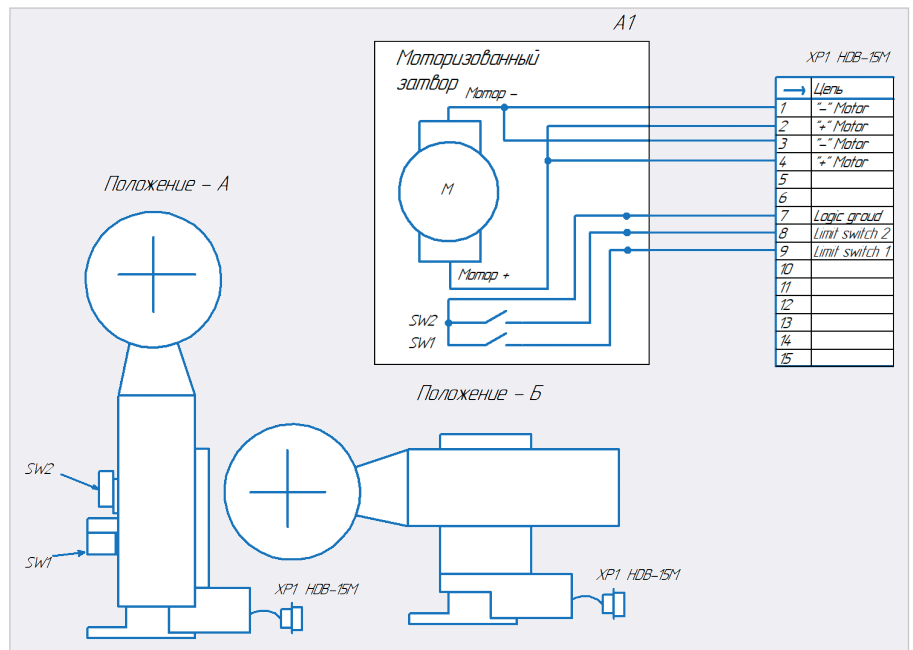 А1
Моторизованный
затвор
Мотор –
М
Мотор +
SW2
SW1
XP1 HDB-15M
→ Цепь
1 "–" Motor
2 "+" Motor
3 "–" Motor
4 "+" Motor
5
6
7 Logic groud
8 Limit switch 2
9 Limit switch 1
10
11
12
13
14
15
Положение – А
SW2
SW1
XP1 HDB-15M
Положение – Б
XP1 HDB-15M